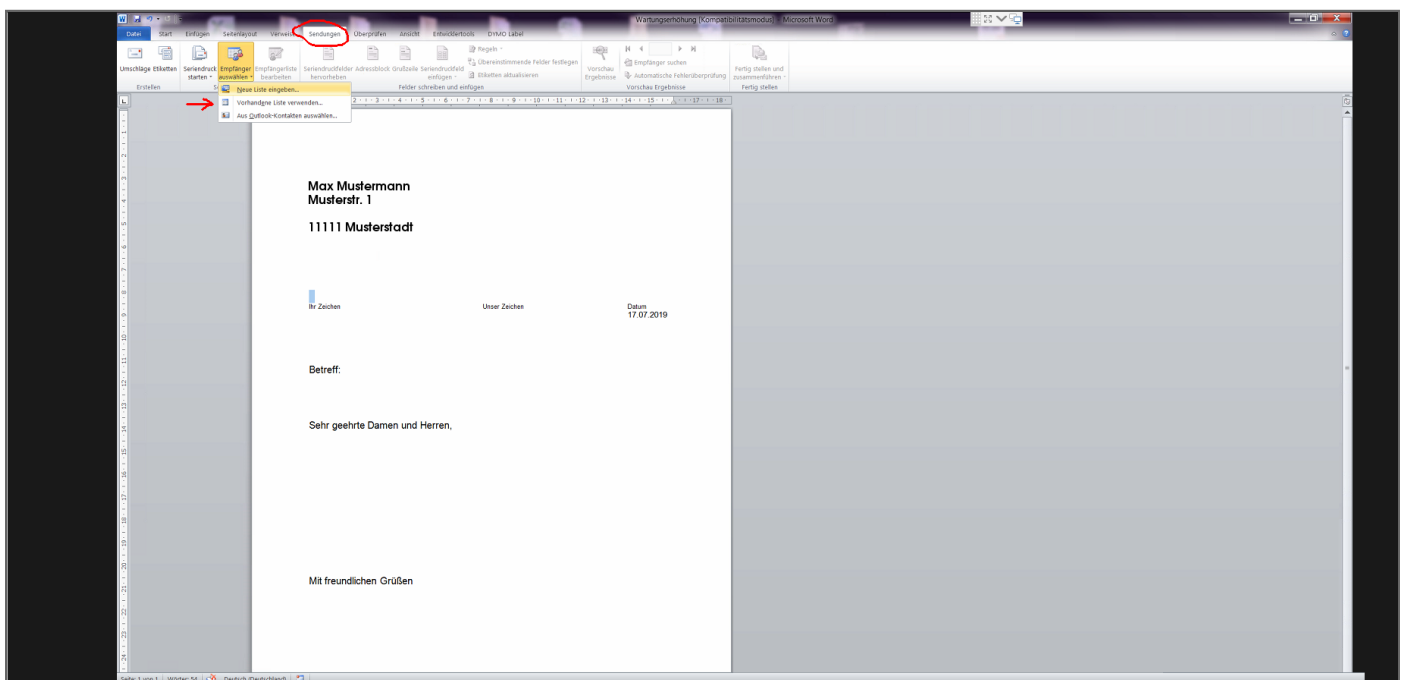 Wartungserhöhung [Kompatibilitätsmodus] - Microsoft Word
Datei Start Einfügen Seitenlayout Verweise Sendungen Überprüfen Ansicht Entwicklertools DYMO Label
Umschläge Etiketten
Erstellen
Seriendruck starten
Empfänger auswählen
Empfängerliste bearbeiten
Seriendruckfelder hervorheben
Adressblock
Grußzeile
Seriendruckfeld einfügen
Regeln
Übereinstimmende Felder festlegen
Etiketten aktualisieren
Felder schreiben und einfügen
Vorschau Ergebnisse
Empfänger suchen
Automatische Fehlerüberprüfung
Vorschau Ergebnisse
Fertig stellen und zusammenführen
Fertig stellen
Neue Liste eingeben...
Vorhandene Liste verwenden...
Aus Outlook-Kontakten auswählen...
Max Mustermann
Musterstr. 1
11111 Musterstadt
Ihr Zeichen Unser Zeichen Datum
17.07.2019
Betreff:
Sehr geehrte Damen und Herren,
Mit freundlichen Grüßen
Seite: 1 von 1 Wörter: 54 Deutsch (Deutschland)